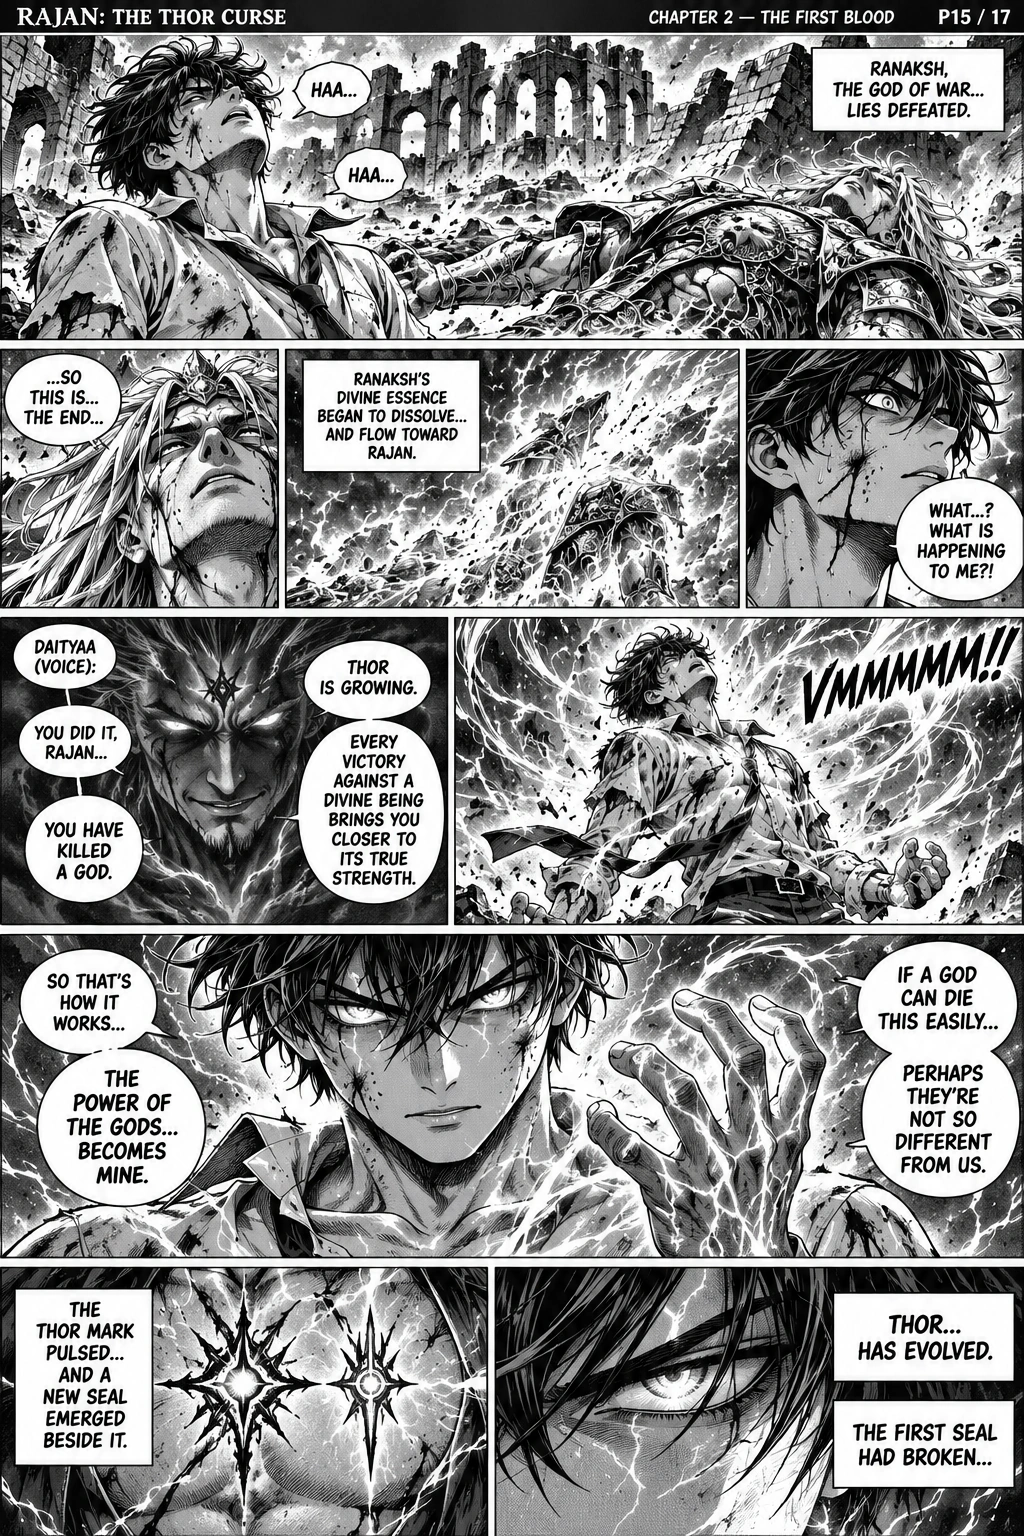 RAJAN: THE THOR CURSE
CHAPTER 2 — THE FIRST BLOOD
P15 / 17
HAA...
HAA...
RANAKSH,
THE GOD OF WAR...
LIES DEFEATED.
...SO
THIS IS...
THE END...
RANAKSH'S
DIVINE ESSENCE
BEGAN TO DISSOLVE...
AND FLOW TOWARD
RAJAN.
WHAT...?
WHAT IS
HAPPENING
TO ME?!
DAITYAA
(VOICE):
YOU DID IT,
RAJAN...
YOU HAVE
KILLED
A GOD.
THOR
IS GROWING.
EVERY
VICTORY
AGAINST A
DIVINE BEING
BRINGS YOU
CLOSER TO
ITS TRUE
STRENGTH.
VMMMMM!!
SO THAT'S
HOW IT
WORKS...
THE
POWER OF
THE GODS...
BECOMES
MINE.
IF A GOD
CAN DIE
THIS EASILY...
PERHAPS
THEY'RE
NOT SO
DIFFERENT
FROM US.
THE
THOR MARK
PULSED...
AND A
NEW SEAL
EMERGED
BESIDE IT.
THOR...
HAS EVOLVED.
THE FIRST SEAL
HAD BROKEN...